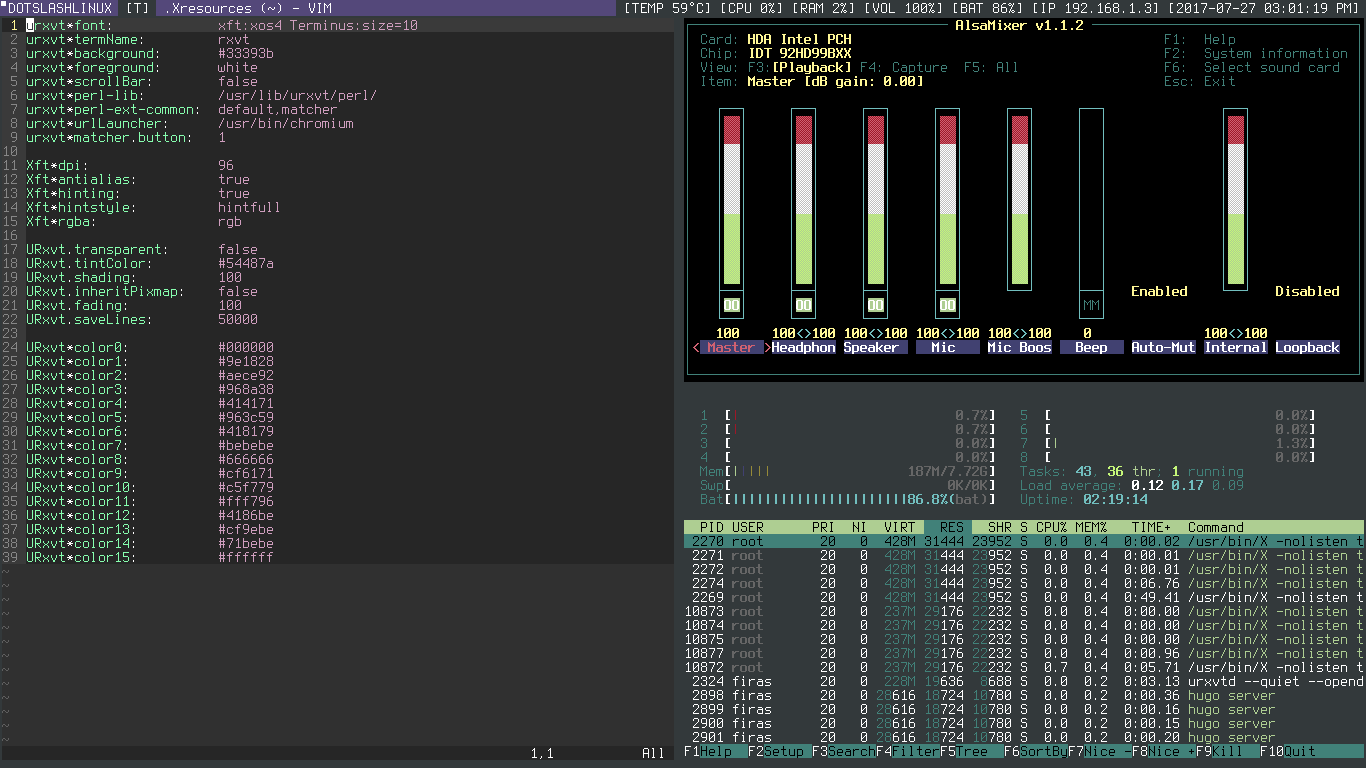 DOTSLASHLINUX [T] .Xresources (~) - VIM [TEMP 59°C] [CPU 0%] [RAM 2%] [VOL 100%] [BAT 86%] [IP 192.168.1.3] [2017-07-27 03:01:19 PM]
1 urxvt*font: xft:xos4 Terminus:size=10
2 urxvt*termName: rxvt
3 urxvt*background: #33393b
4 urxvt*foreground: white
5 urxvt*scrollBar: false
6 urxvt*perl-lib: /usr/lib/urxvt/perl/
7 urxvt*perl-ext-common: default,matcher
8 urxvt*urlLauncher: /usr/bin/chromium
9 urxvt*matcher.button: 1
10
11 Xft*dpi: 96
12 Xft*antialias: true
13 Xft*hinting: true
14 Xft*hintstyle: hintfull
15 Xft*rgba: rgb
16
17 URxvt.transparent: false
18 URxvt.tintColor: #54487a
19 URxvt.shading: 100
20 URxvt.inheritPixmap: false
21 URxvt.fading: 100
22 URxvt.saveLines: 50000
23
24 URxvt*color0: #000000
25 URxvt*color1: #9e1828
26 URxvt*color2: #aece92
27 URxvt*color3: #968a38
28 URxvt*color4: #414171
29 URxvt*color5: #963c59
30 URxvt*color6: #418179
31 URxvt*color7: #bebebe
32 URxvt*color8: #666666
33 URxvt*color9: #cf6171
34 URxvt*color10: #c5f779
35 URxvt*color11: #fff796
36 URxvt*color12: #4186be
37 URxvt*color13: #cf9ebe
38 URxvt*color14: #71bebe
39 URxvt*color15: #ffffff
~
~
~
~
~
~
~
~
~
~
~
~
~
1,1 All
AlsaMixer v1.1.2
Card: HDA Intel PCH F1: Help
Chip: IDT 92HD99BXX F2: System information
View: F3:[Playback] F4: Capture F5: All F6: Select sound card
Item: Master [dB gain: 0.00] Esc: Exit
Enabled Disabled
OO OO OO OO MM
100 100<>100 100<>100 100<>100 100<>100 0 100<>100
< Master >Headphon Speaker Mic Mic Boos Beep Auto-Mut Internal Loopback
1 [ 0.7%] 5 [ 0.0%]
2 [ 0.7%] 6 [ 0.0%]
3 [ 0.0%] 7 [| 1.3%]
4 [ 0.0%] 8 [ 0.0%]
Mem[||||| 187M/7.72G] Tasks: 43, 36 thr; 1 running
Swp[ 0K/0K] Load average: 0.12 0.17 0.09
Bat[||||||||||||||||||||||86.8%(bat)] Uptime: 02:19:14
PID USER PRI NI VIRT RES SHR S CPU% MEM% TIME+ Command
2270 root 20 0 428M 31444 23952 S 0.0 0.4 0:00.02 /usr/bin/X -nolisten t
2271 root 20 0 428M 31444 23952 S 0.0 0.4 0:00.01 /usr/bin/X -nolisten t
2272 root 20 0 428M 31444 23952 S 0.0 0.4 0:00.01 /usr/bin/X -nolisten t
2274 root 20 0 428M 31444 23952 S 0.0 0.4 0:06.76 /usr/bin/X -nolisten t
2269 root 20 0 428M 31444 23952 S 0.0 0.4 0:49.41 /usr/bin/X -nolisten t
10873 root 20 0 237M 29176 22232 S 0.0 0.4 0:00.00 /usr/bin/X -nolisten t
10874 root 20 0 237M 29176 22232 S 0.0 0.4 0:00.00 /usr/bin/X -nolisten t
10875 root 20 0 237M 29176 22232 S 0.0 0.4 0:00.00 /usr/bin/X -nolisten t
10877 root 20 0 237M 29176 22232 S 0.0 0.4 0:00.96 /usr/bin/X -nolisten t
10872 root 20 0 237M 29176 22232 S 0.7 0.4 0:05.71 /usr/bin/X -nolisten t
2324 firas 20 0 228M 19636 8688 S 0.0 0.2 0:03.13 urxvtd --quiet --opend
2898 firas 20 0 28616 18724 10780 S 0.0 0.2 0:00.36 hugo server
2899 firas 20 0 28616 18724 10780 S 0.0 0.2 0:00.16 hugo server
2900 firas 20 0 28616 18724 10780 S 0.0 0.2 0:00.15 hugo server
2901 firas 20 0 28616 18724 10780 S 0.0 0.2 0:00.20 hugo server
F1Help F2Setup F3SearchF4FilterF5Tree F6SortByF7Nice -F8Nice +F9Kill F10Quit